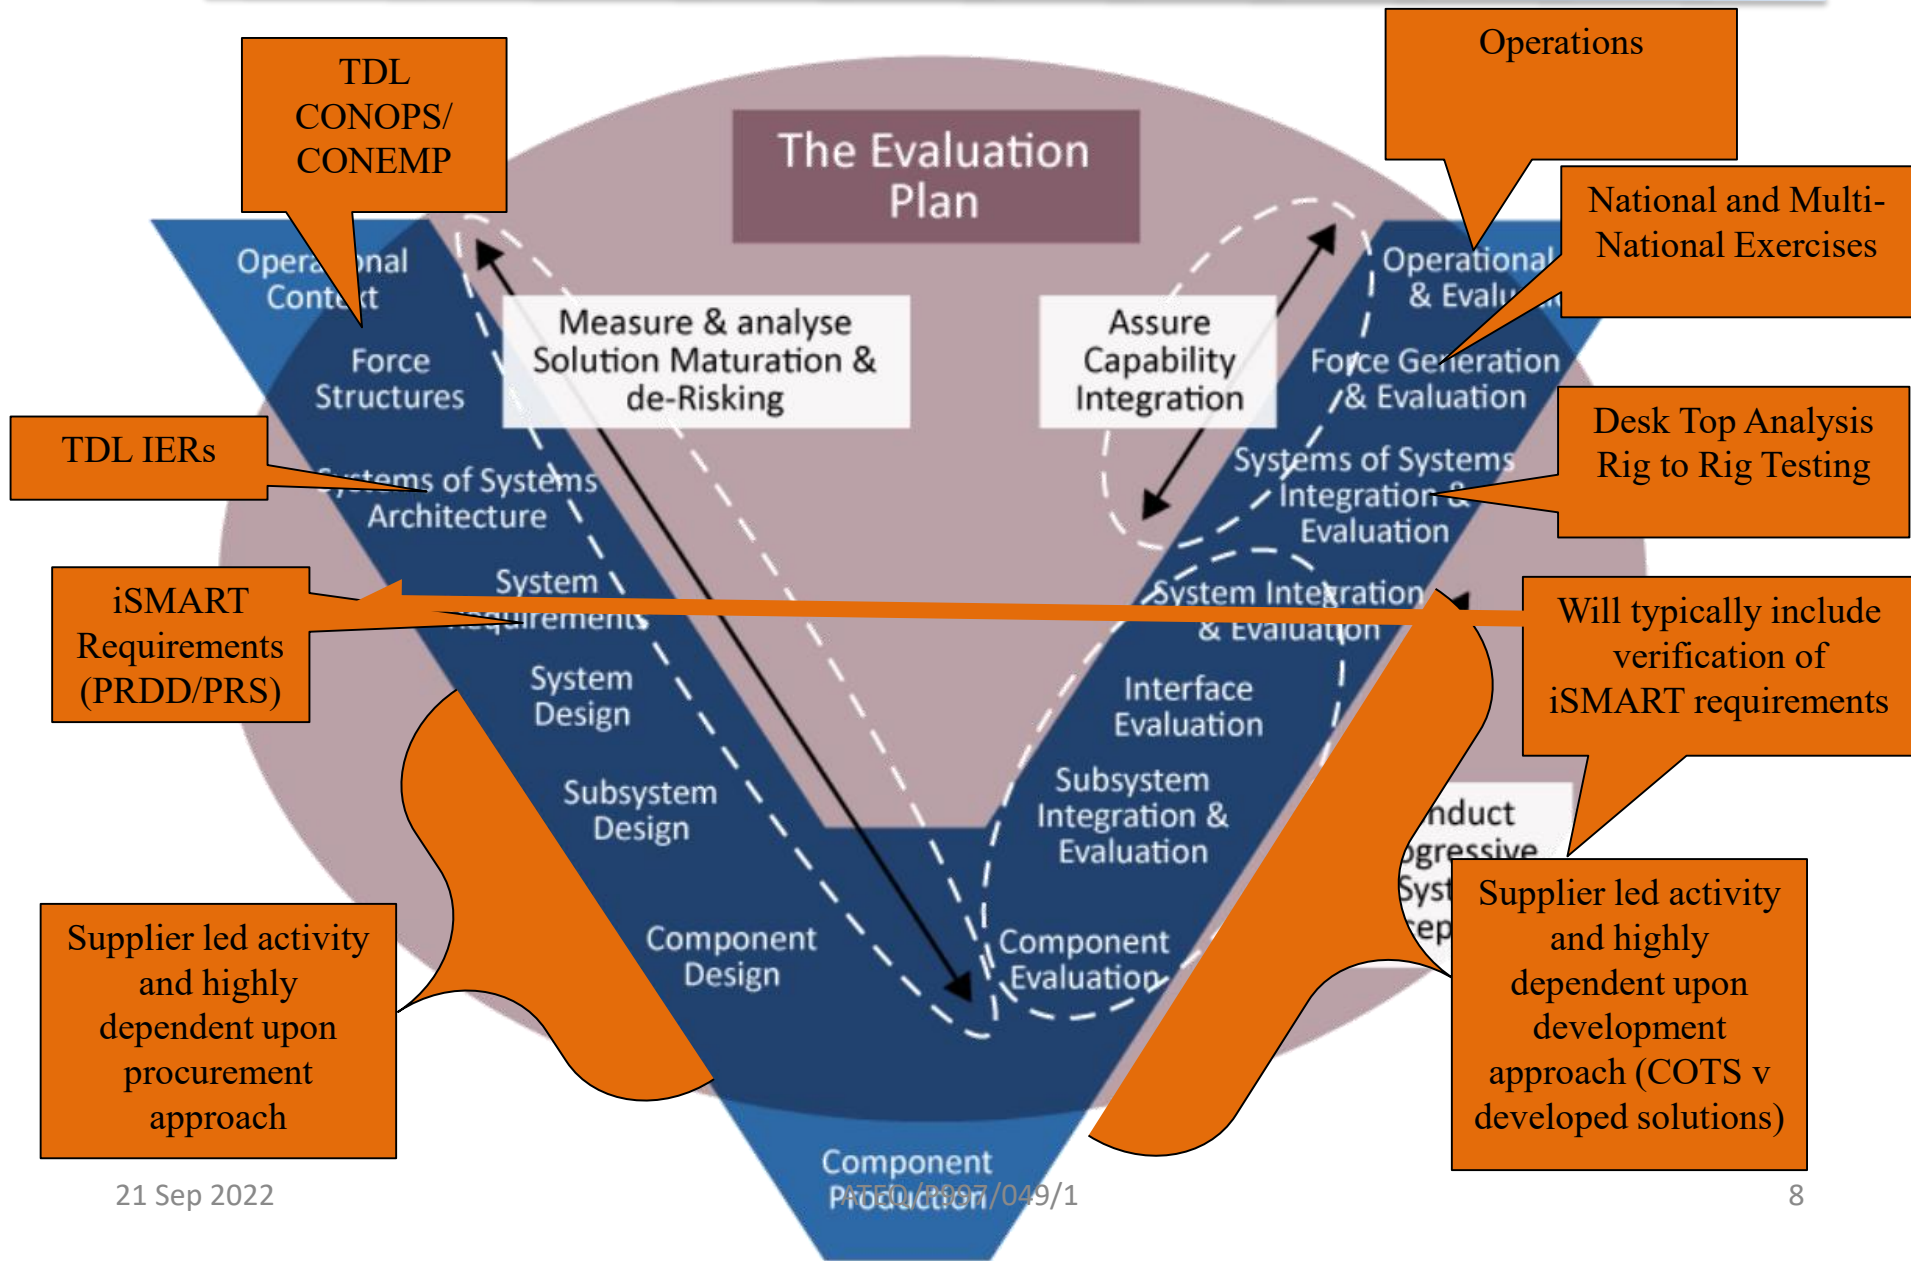 Operations
TDL
CONOPS/
CONEMP
The Evaluation
Plan
National and Multi-
National Exercises
Operational
Context
Operational
& Evaluati
Measure & analyse
Solution Maturation &
de-Risking
Assure
Capability
Integration
Force
Structures
Force Generation
& Evaluation
TDL IERs
Desk Top Analysis
Rig to Rig Testing
Systems of Systems
Architecture
Systems of Systems
Integration &
Evaluation
iSMART
Requirements
(PRDD/PRS)
System
Requirements
System Integration
& Evaluation
Will typically include
verification of
iSMART requirements
System
Design
Interface
Evaluation
Subsystem
Design
Subsystem
Integration &
Evaluation
Supplier led activity
and highly
dependent upon
procurement
approach
Component
Design
Component
Evaluation
Supplier led activity
and highly
dependent upon
development
approach (COTS v
developed solutions)
Component
Production
21 Sep 2022
8